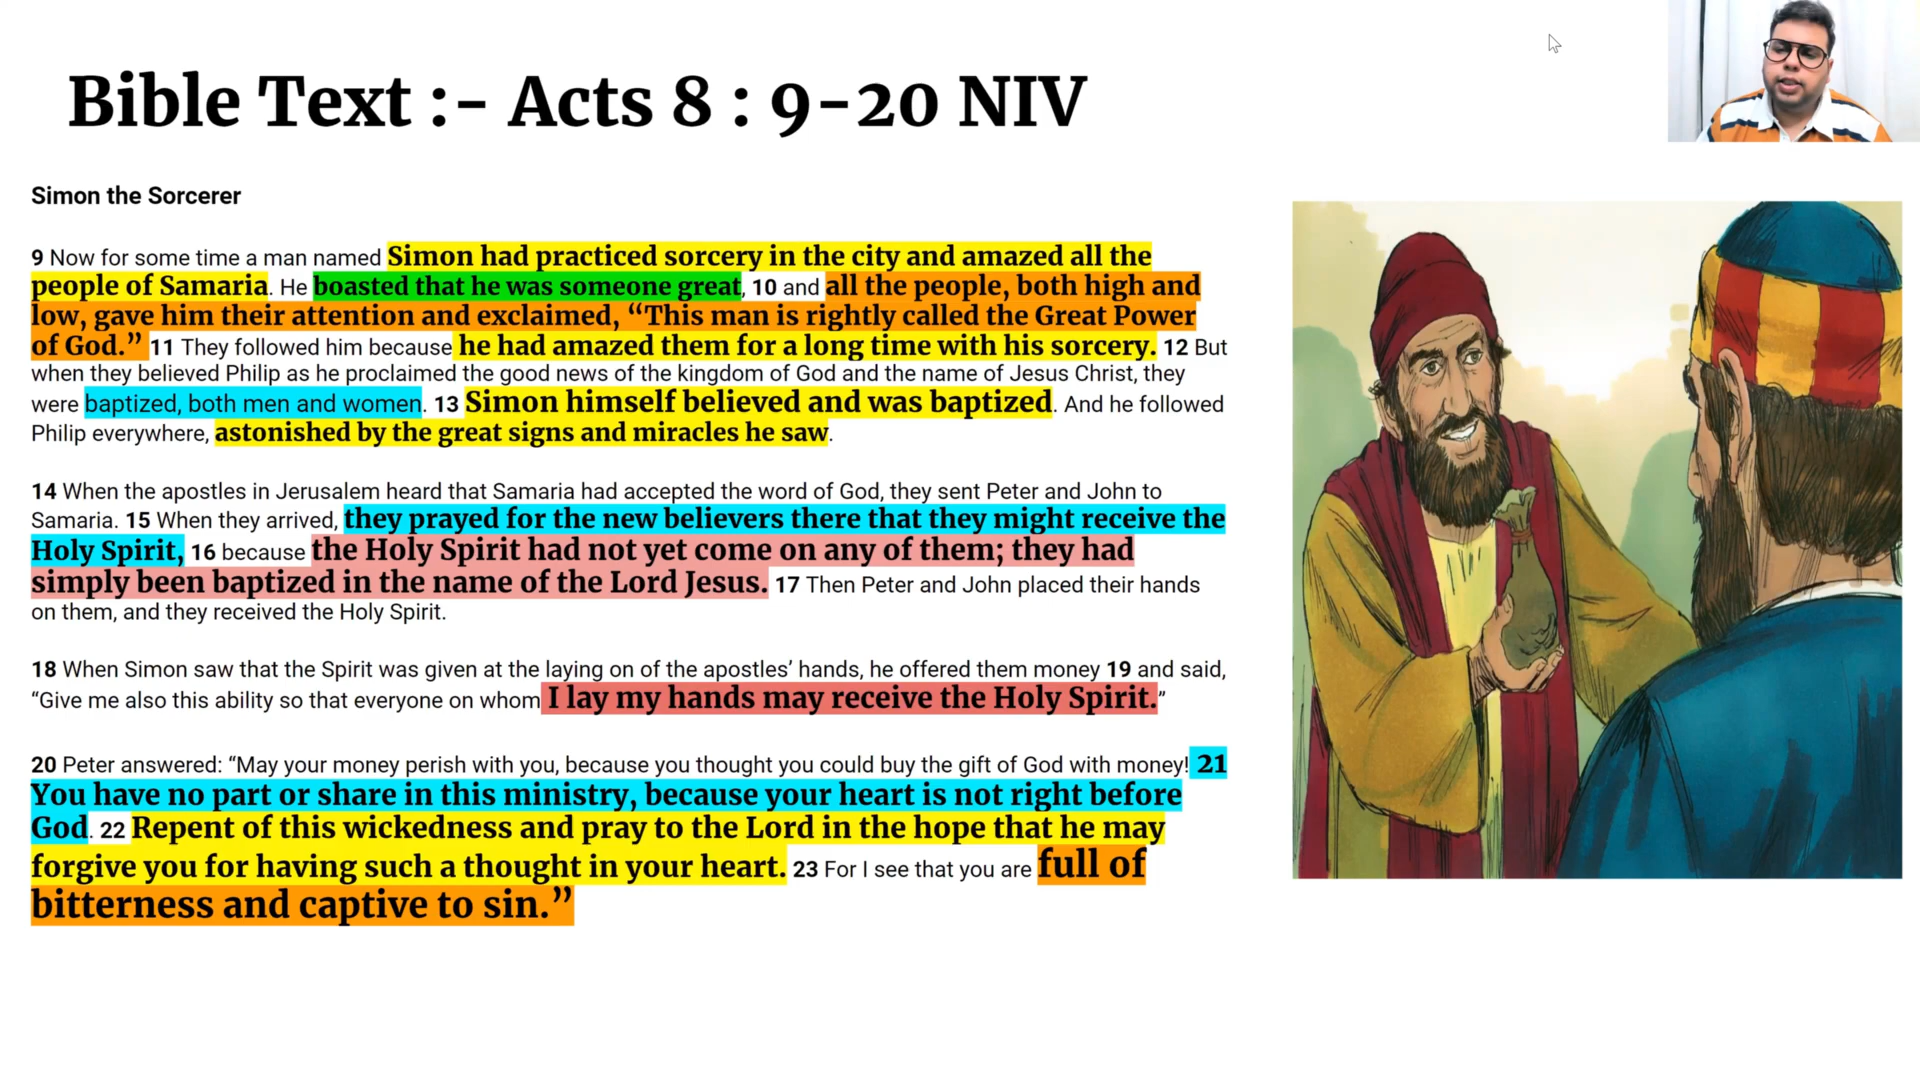 Bible Text :- Acts 8 : 9-20 NIV
Simon the Sorcerer
9 Now for some time a man named Simon had practiced sorcery in the city and amazed all the
people of Samaria. He boasted that he was someone great, 10 and all the people, both high and
low, gave him their attention and exclaimed, “This man is rightly called the Great Power
of God.” 11 They followed him because he had amazed them for a long time with his sorcery. 12 But
when they believed Philip as he proclaimed the good news of the kingdom of God and the name of Jesus Christ, they
were baptized, both men and women. 13 Simon himself believed and was baptized. And he followed
Philip everywhere, astonished by the great signs and miracles he saw.
14 When the apostles in Jerusalem heard that Samaria had accepted the word of God, they sent Peter and John to
Samaria. 15 When they arrived, they prayed for the new believers there that they might receive the
Holy Spirit, 16 because the Holy Spirit had not yet come on any of them; they had
simply been baptized in the name of the Lord Jesus. 17 Then Peter and John placed their hands
on them, and they received the Holy Spirit.
18 When Simon saw that the Spirit was given at the laying on of the apostles’ hands, he offered them money 19 and said,
“Give me also this ability so that everyone on whom I lay my hands may receive the Holy Spirit.”
20 Peter answered: “May your money perish with you, because you thought you could buy the gift of God with money! 21
You have no part or share in this ministry, because your heart is not right before
God. 22 Repent of this wickedness and pray to the Lord in the hope that he may
forgive you for having such a thought in your heart. 23 For I see that you are full of
bitterness and captive to sin.”